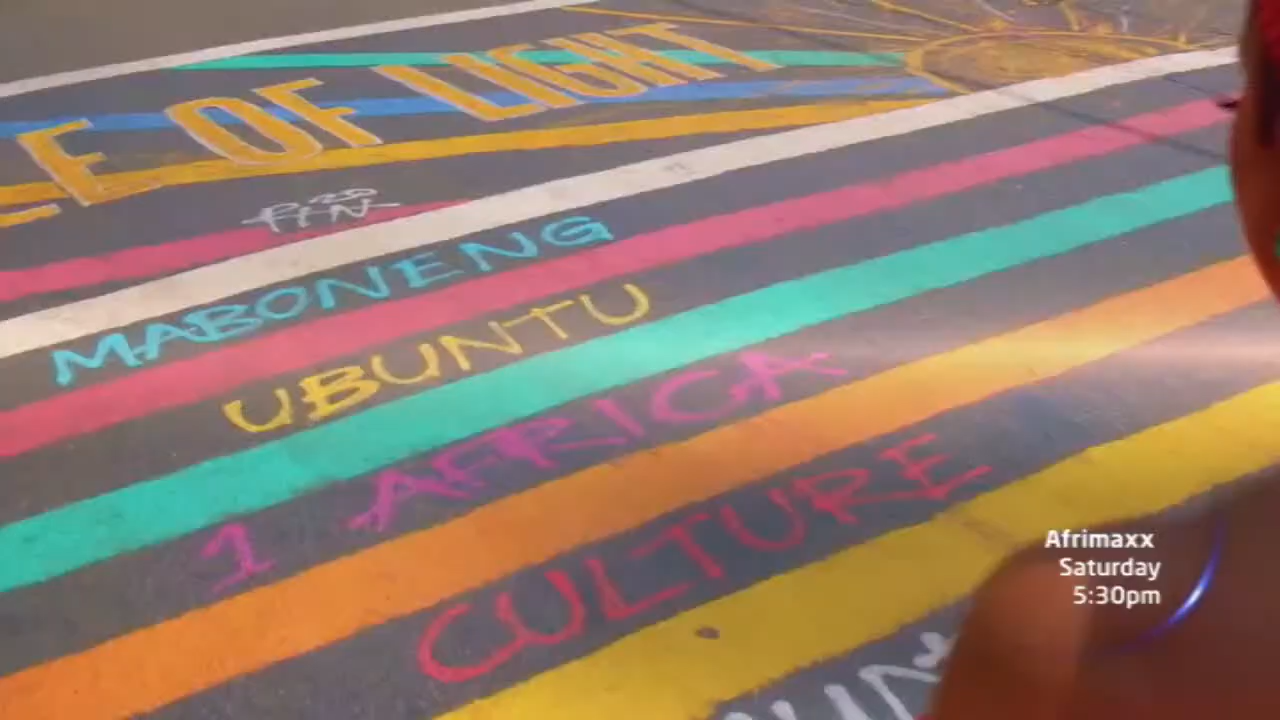 E OF LIGHT
MABONENG
UBUNTU
1 AFRICA
CULTURE
Afrimaxx
Saturday
5:30pm